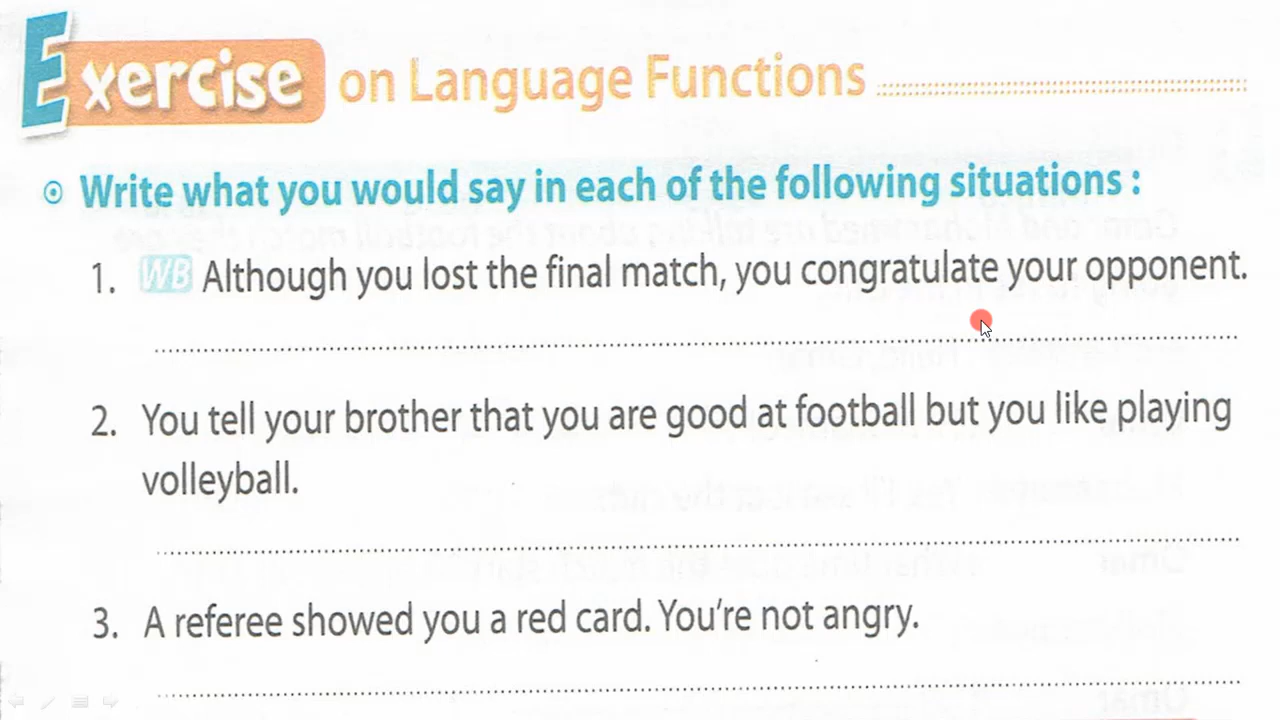 Exercise on Language Functions
Write what you would say in each of the following situations :
1. WB Although you lost the final match, you congratulate your opponent.
2. You tell your brother that you are good at football but you like playing
volleyball.
3. A referee showed you a red card. You're not angry.